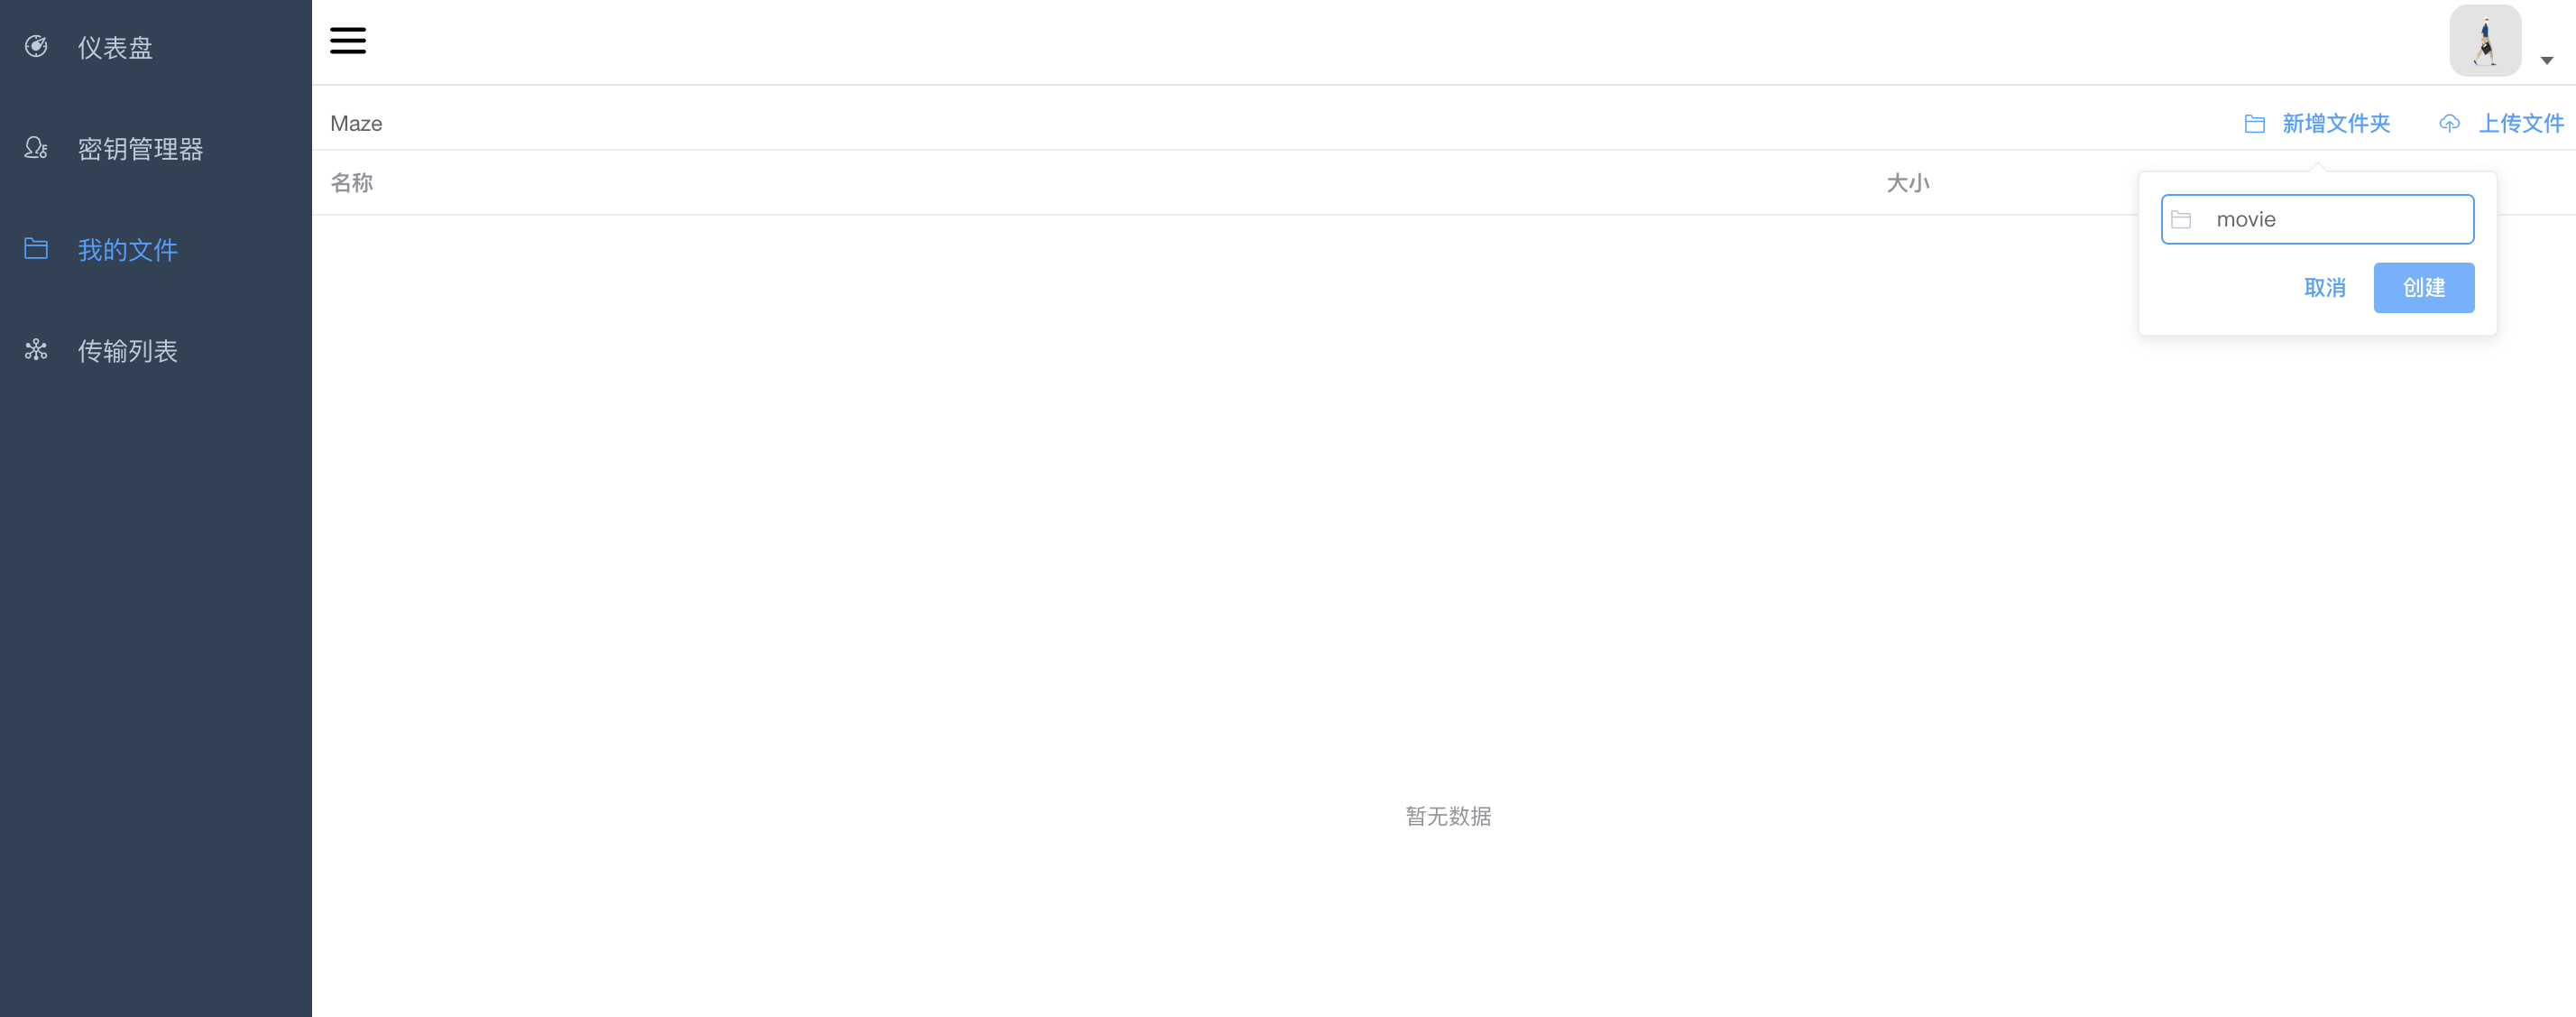 仪表盘
密钥管理器
我的文件
传输列表
Maze
新增文件夹
上传文件
名称
大小
movie
取消
创建
暂无数据